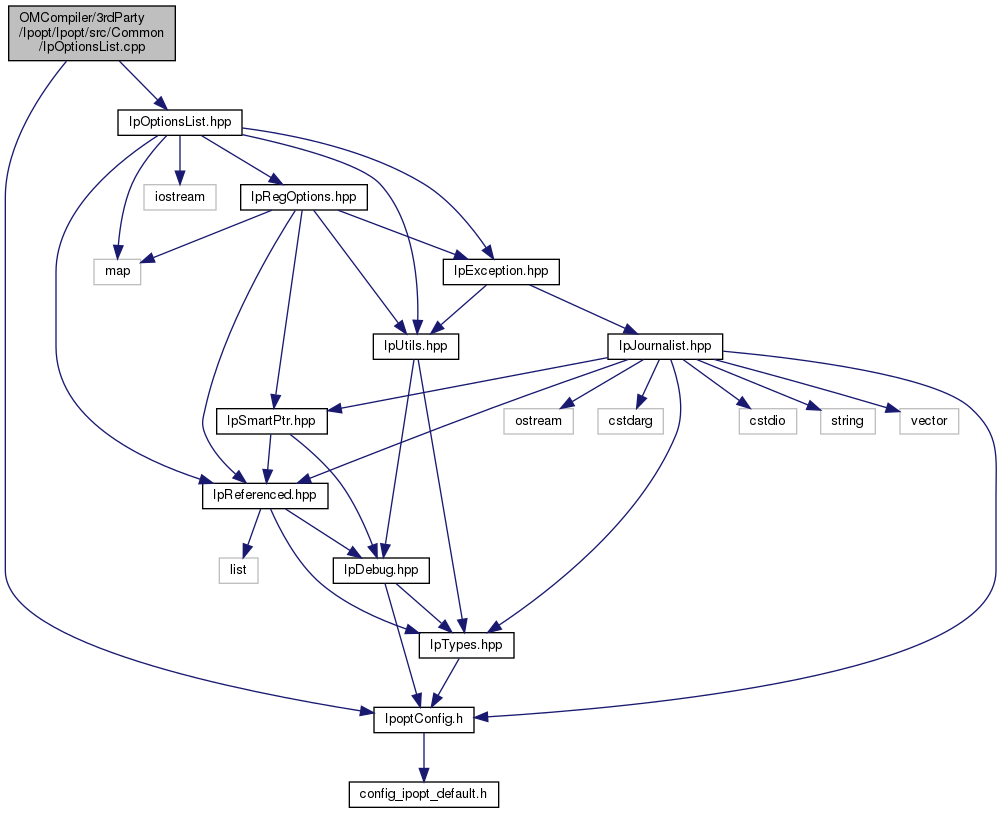 OMCompiler/3rdParty
/Ipopt/Ipopt/src/Common
/IpOptionsList.cpp
IpOptionsList.hpp
iostream
IpRegOptions.hpp
map
IpException.hpp
IpUtils.hpp
IpJournalist.hpp
IpSmartPtr.hpp
ostream
cstdarg
cstdio
string
vector
IpReferenced.hpp
list
IpDebug.hpp
IpTypes.hpp
IpoptConfig.h
config_ipopt_default.h